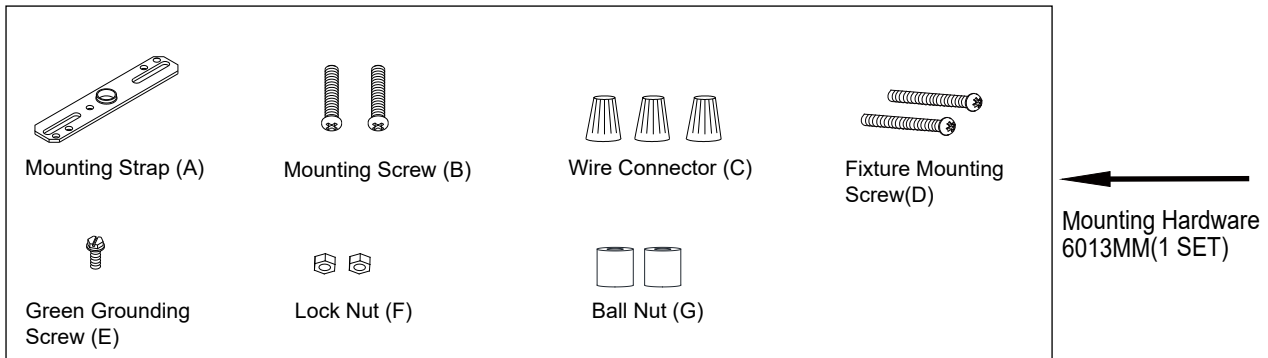 Mounting Strap (A)
Mounting Screw (B)
Wire Connector (C)
Fixture Mounting
Screw(D)
Green Grounding
Screw (E)
Lock Nut (F)
Ball Nut (G)
Mounting Hardware
6013MM(1 SET)